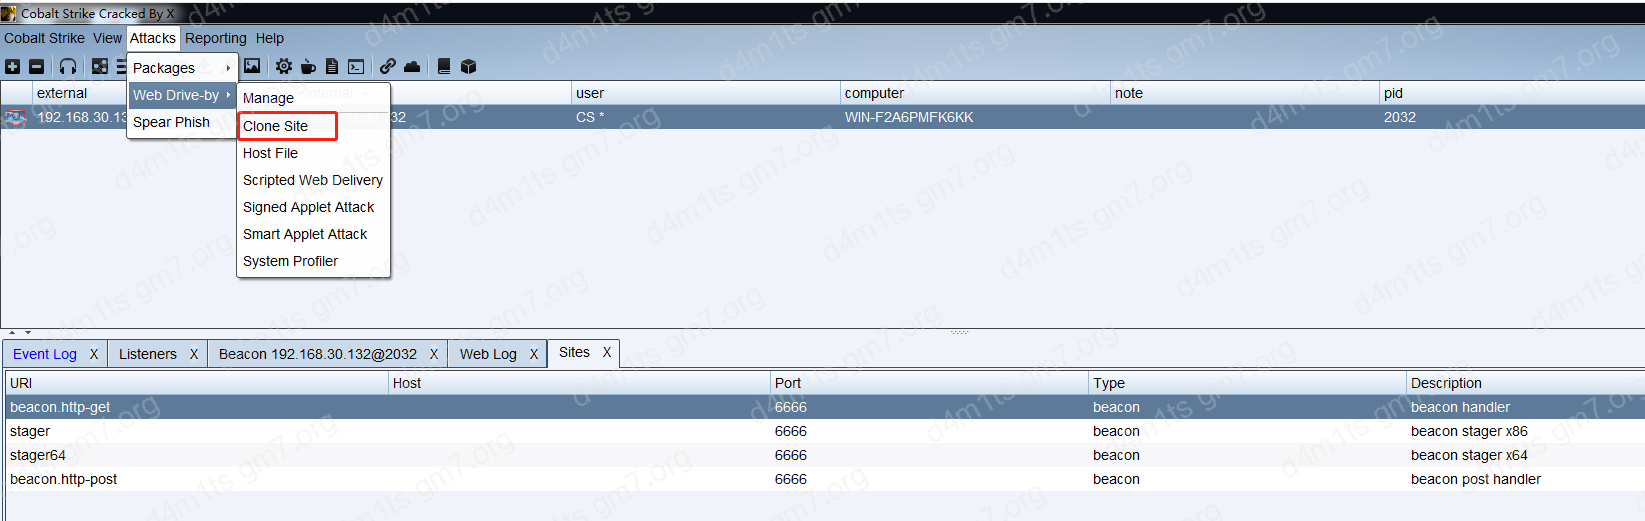 Cobalt Strike Cracked By X
Cobalt Strike View Attacks Reporting Help
Packages
Web Drive-by
Spear Phish
Manage
Clone Site
Host File
Scripted Web Delivery
Signed Applet Attack
Smart Applet Attack
System Profiler
external internal user computer note pid
192.168.30.13 32 CS * WIN-F2A6PMFK6KK 2032
Event Log X Listeners X Beacon 192.168.30.132@2032 X Web Log X Sites X
URI Host Port Type Description
beacon.http-get 6666 beacon beacon handler
stager 6666 beacon beacon stager x86
stager64 6666 beacon beacon stager x64
beacon.http-post 6666 beacon beacon post handler
d4m1ts gm7.org